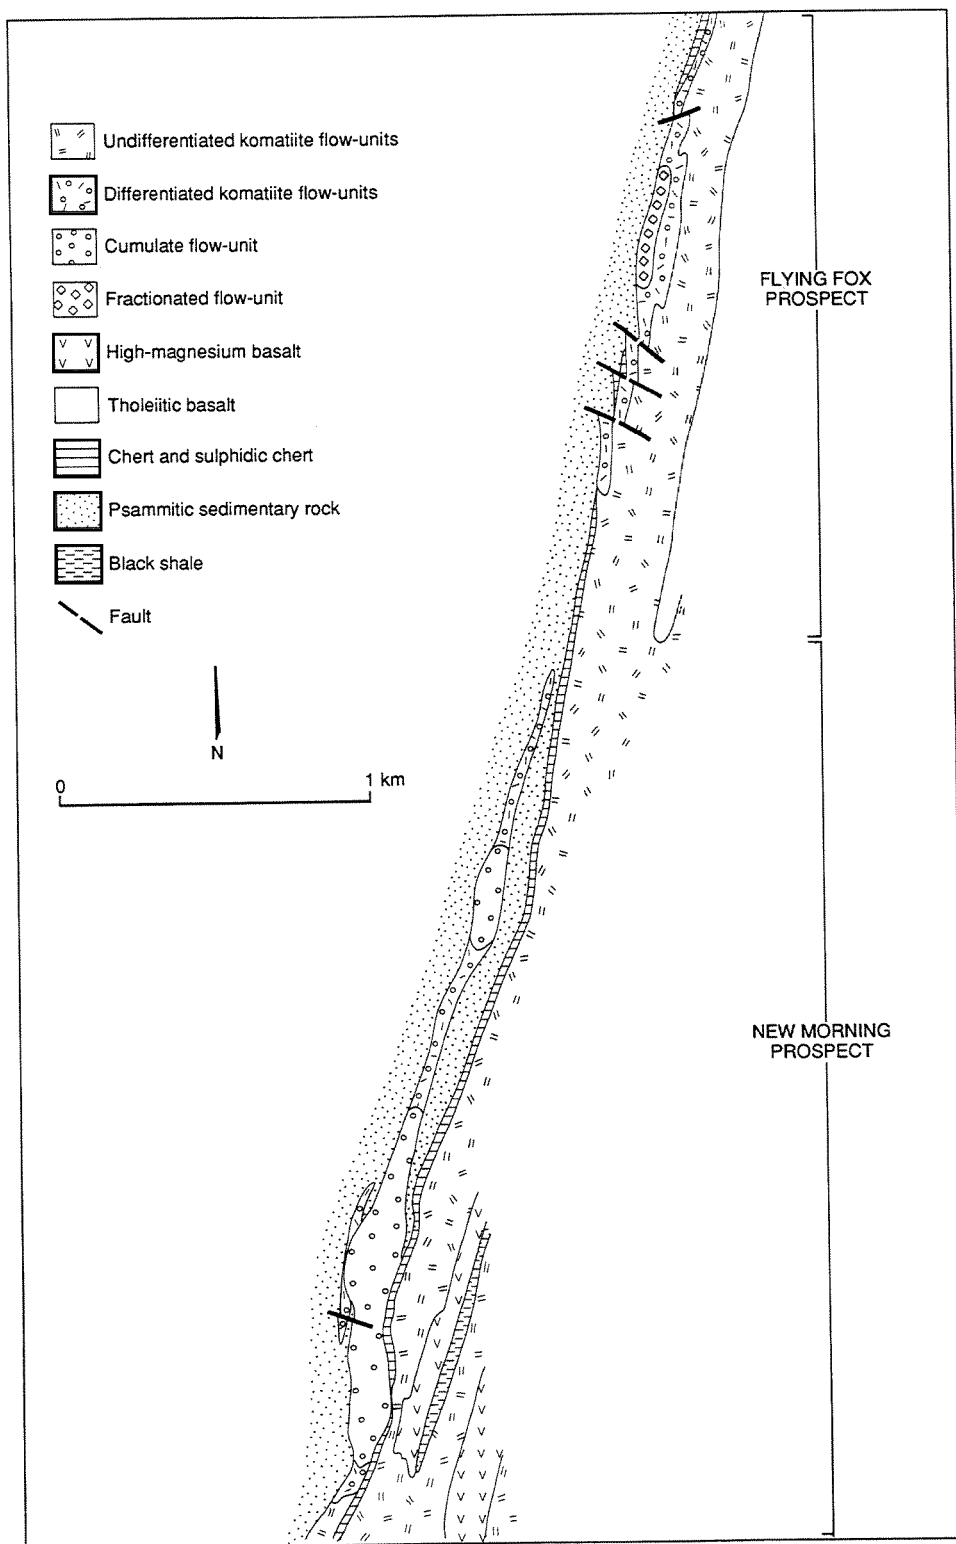 Undifferentiated komatiite flow-units
Differentiated komatiite flow-units
Cumulate flow-unit
Fractionated flow-unit
High-magnesium basalt
Tholeiitic basalt
Chert and sulphidic chert
Psammitic sedimentary rock
Black shale
Fault
N
0 1 km
FLYING FOX
PROSPECT
NEW MORNING
PROSPECT